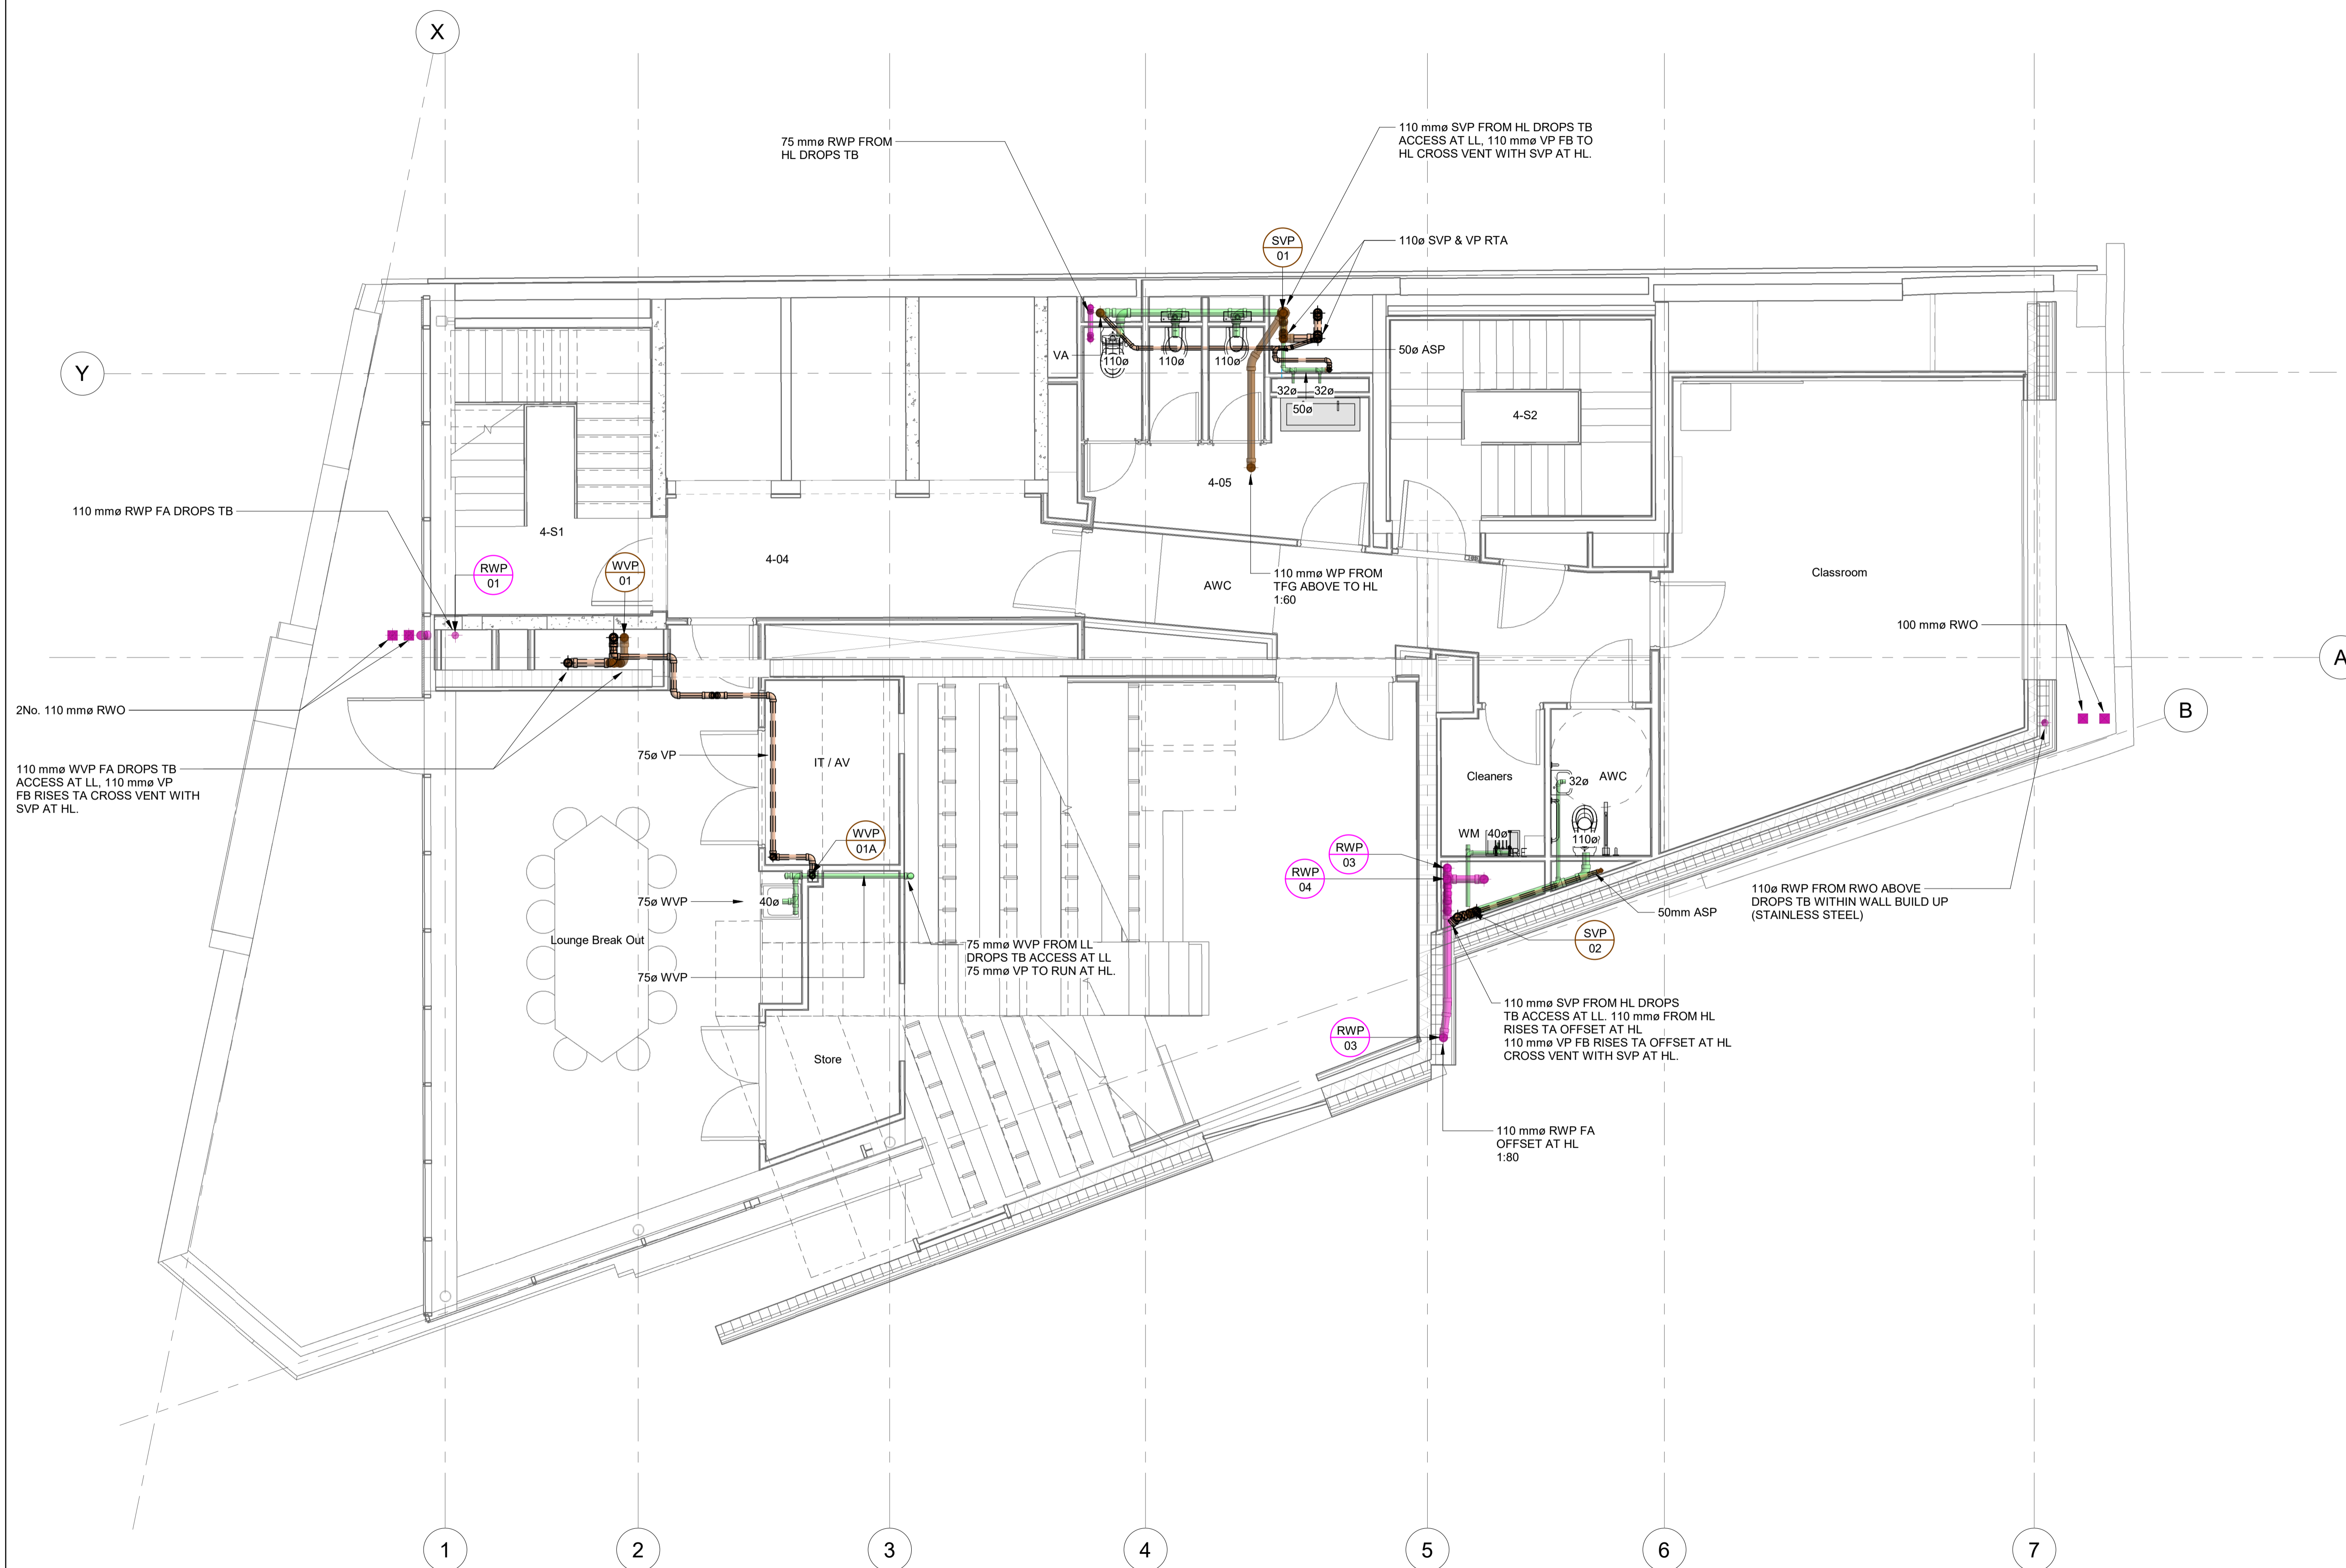 X
75 mmø RWP FROM
HL DROPS TB
110 mmø SVP FROM HL DROPS TB
ACCESS AT LL, 110 mmø VP FB TO
HL CROSS VENT WITH SVP AT HL.
SVP
01
110ø SVP & VP RTA
Y
VA
110ø
110ø
110ø
50ø ASP
32ø
32ø
50ø
4-S2
4-05
110 mmø RWP FA DROPS TB
4-S1
4-04
RWP
01
WVP
01
AWC
110 mmø WP FROM
TFG ABOVE TO HL
1:60
Classroom
100 mmø RWO
A
B
2No. 110 mmø RWO
110 mmø WVP FA DROPS TB
ACCESS AT LL, 110 mmø VP
FB RISES TA CROSS VENT WITH
SVP AT HL.
75ø VP
IT / AV
Cleaners
32ø
AWC
WM
40ø
110ø
WVP
01A
RWP
03
RWP
04
75ø WVP
40ø
Lounge Break Out
75ø WVP
75 mmø WVP FROM LL
DROPS TB ACCESS AT LL
75 mmø VP TO RUN AT HL.
50mm ASP
SVP
02
110ø RWP FROM RWO ABOVE
DROPS TB WITHIN WALL BUILD UP
(STAINLESS STEEL)
110 mmø SVP FROM HL DROPS
TB ACCESS AT LL. 110 mmø FROM HL
RISES TA OFFSET AT HL
110 mmø VP FB RISES TA OFFSET AT HL
CROSS VENT WITH SVP AT HL.
RWP
03
Store
110 mmø RWP FA
OFFSET AT HL
1:80
1
2
3
4
5
6
7